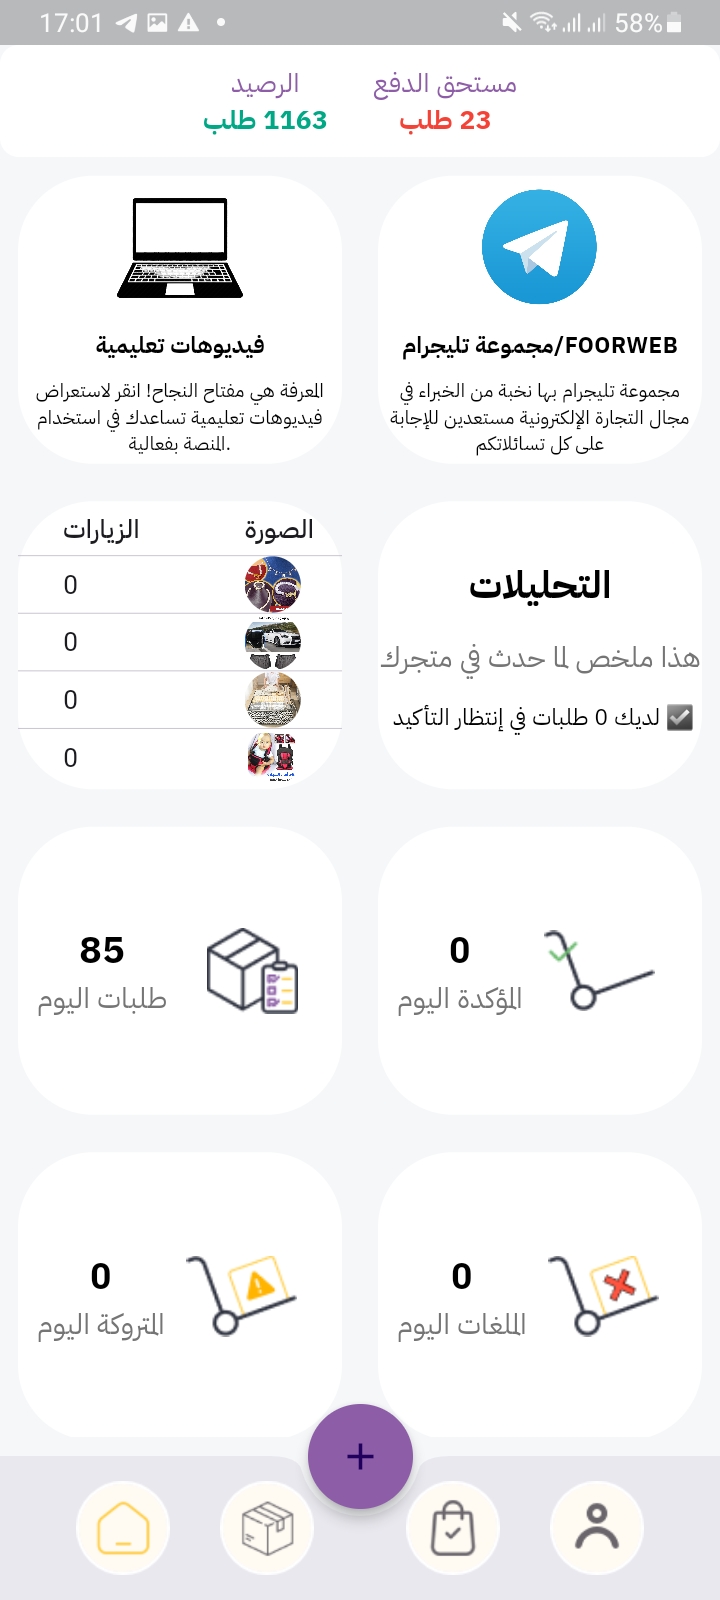 17:01
58%
مستحق الدفع
23 طلب
الرصيد
1163 طلب
FOORWEB/مجموعة تليجرام
مجموعة تليجرام بها نخبة من الخبراء في
مجال التجارة الإلكترونية مستعدين للإجابة
على كل تسائلاتكم
فيديوهات تعليمية
المعرفة هي مفتاح النجاح! انقر لاستعراض
فيديوهات تعليمية تساعدك في استخدام
.المنصة بفعالية
التحليلات
هذا ملخص لما حدث في متجرك
لديك 0 طلبات في إنتظار التأكيد
الصورة الزيارات
0
0
0
0
0
المؤكدة اليوم
85
طلبات اليوم
0
الملغات اليوم
0
المتروكة اليوم
+